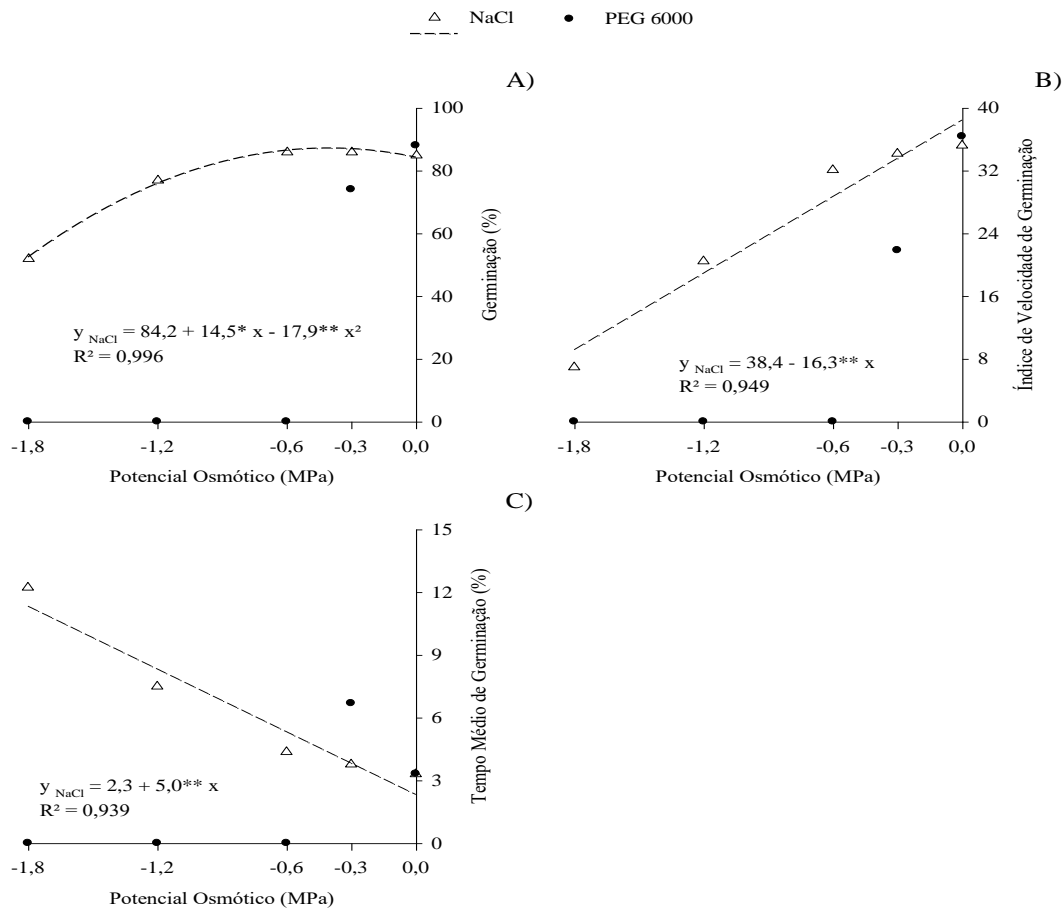 NaCl PEG 6000
A)
100
80
60
40
20
0
Germinação (%)
y NaCl = 84,2 + 14,5* x - 17,9** x²
R² = 0,996
-1,8 -1,2 -0,6 -0,3 0,0
Potencial Osmótico (MPa)
B)
40
32
24
16
8
0
Índice de Velocidade de Germinação
y NaCl = 38,4 - 16,3** x
R² = 0,949
-1,8 -1,2 -0,6 -0,3 0,0
Potencial Osmótico (MPa)
C)
15
12
9
6
3
0
Tempo Médio de Germinação (%)
y NaCl = 2,3 + 5,0** x
R² = 0,939
-1,8 -1,2 -0,6 -0,3 0,0
Potencial Osmótico (MPa)